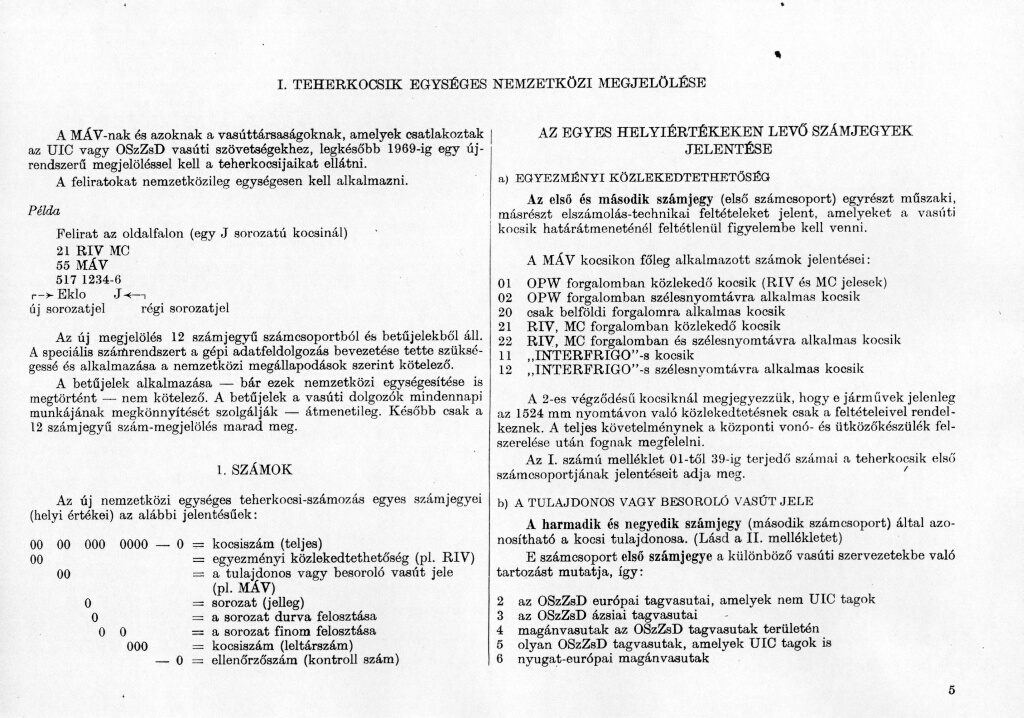 I. TEHERKOCSIK EGYSÉGES NEMZETKÖZI MEGJELÖLÉSE
A MÁV-nak és azoknak a vasúttársaságoknak, amelyek csatlakoztak
az UIC vagy OSzZsD vasúti szövetségekhez, legkésőbb 1969-ig egy új-
rendszerű megjelöléssel kell a teherkocsijaikat ellátni.
A feliratokat nemzetközileg egységesen kell alkalmazni.
Példa
Felirat az oldalfalon (egy J sorozatú kocsinál)
21 RIV MC
55 MÁV
517 1234-6
Eklo J
új sorozatjel régi sorozatjel
Az új megjelölés 12 számjegyű számcsoportból és betűjelekből áll.
A speciális számrendszert a gépi adatfeldolgozás bevezetése tette szüksé-
gessé és alkalmazása a nemzetközi megállapodások szerint kötelező.
A betűjelek alkalmazása — bár ezek nemzetközi egységesítése is
megtörtént — nem kötelező. A betűjelek a vasúti dolgozók mindennapi
munkájának megkönnyítését szolgálják — átmenetileg. Később csak a
12 számjegyű szám-megjelölés marad meg.
1. SZÁMOK
Az új nemzetközi egységes teherkocsi-számozás egyes számjegyei
(helyi értékei) az alábbi jelentésűek:
00 00 000 0000 — 0 = kocsiszám (teljes)
00 = egyezményi közlekedtethetőség (pl. RIV)
00 = a tulajdonos vagy besoroló vasút jele
(pl. MÁV)
0 = sorozat (jelleg)
0 = a sorozat durva felosztása
0 0 = a sorozat finom felosztása
000 = kocsiszám (leltárszám)
— 0 = ellenőrzőszám (kontroll szám)
AZ EGYES HELYIÉRTÉKEKEN LEVŐ SZÁMJEGYEK
JELENTÉSE
a) EGYEZMÉNYI KÖZLEKEDTETHETŐSÉG
Az első és második számjegy (első számcsoport) egyrészt műszaki,
másrészt elszámolás-technikai feltételeket jelent, amelyeket a vasúti
kocsik határátmeneténél feltétlenül figyelembe kell venni.
A MÁV kocsikon főleg alkalmazott számok jelentései:
01 OPW forgalomban közlekedő kocsik (RIV és MC jelesek)
02 OPW forgalomban szélesnyomtávra alkalmas kocsik
20 csak belföldi forgalomra alkalmas kocsik
21 RIV, MC forgalomban közlekedő kocsik
22 RIV, MC forgalomban és szélesnyomtávra alkalmas kocsik
11 „INTERFRIGO”-s kocsik
12 „INTERFRIGO”-s szélesnyomtávra alkalmas kocsik
A 2-es végződésű kocsiknál megjegyezzük, hogy e járművek jelenleg
az 1524 mm nyomtávon való közlekedtetésnek csak a feltételeivel rendel-
keznek. A teljes követelménynek a központi vonó- és ütközőkészülék fel-
szerelése után fognak megfelelni.
Az I. számú melléklet 01-től 39-ig terjedő számai a teherkocsik első
számcsoportjának jelentéseit adja meg.
b) A TULAJDONOS VAGY BESOROLÓ VASÚT JELE
A harmadik és negyedik számjegy (második számcsoport) által azo-
nosítható a kocsi tulajdonosa. (Lásd a II. mellékletet)
E számcsoport első számjegye a különböző vasúti szervezetekbe való
tartozást mutatja, így:
2 az OSzZsD európai tagvasutai, amelyek nem UIC tagok
3 az OSzZsD ázsiai tagvasutai
4 magánvasutak az OSzZsD tagvasutak területén
5 olyan OSzZsD tagvasutak, amelyek UIC tagok is
6 nyugat-európai magánvasutak
5